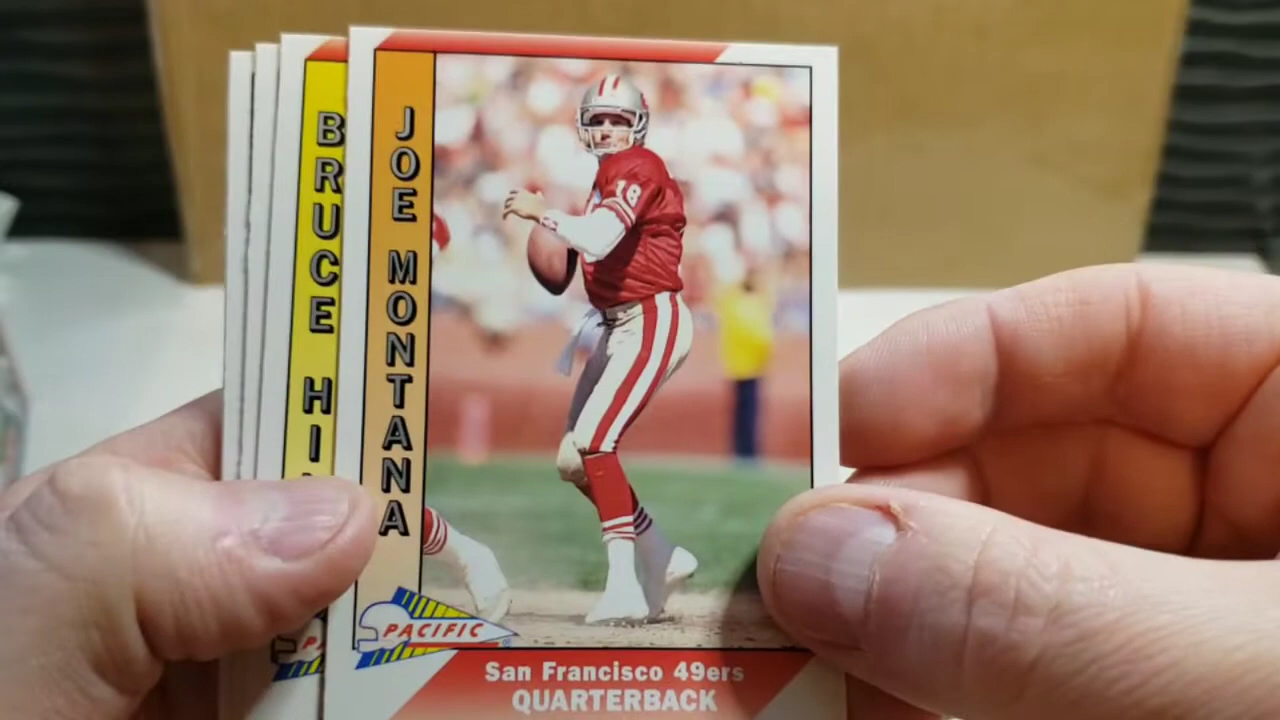 BRUCE HI
JOE MONTANA
18
PACIFIC
San Francisco 49ers
QUARTERBACK